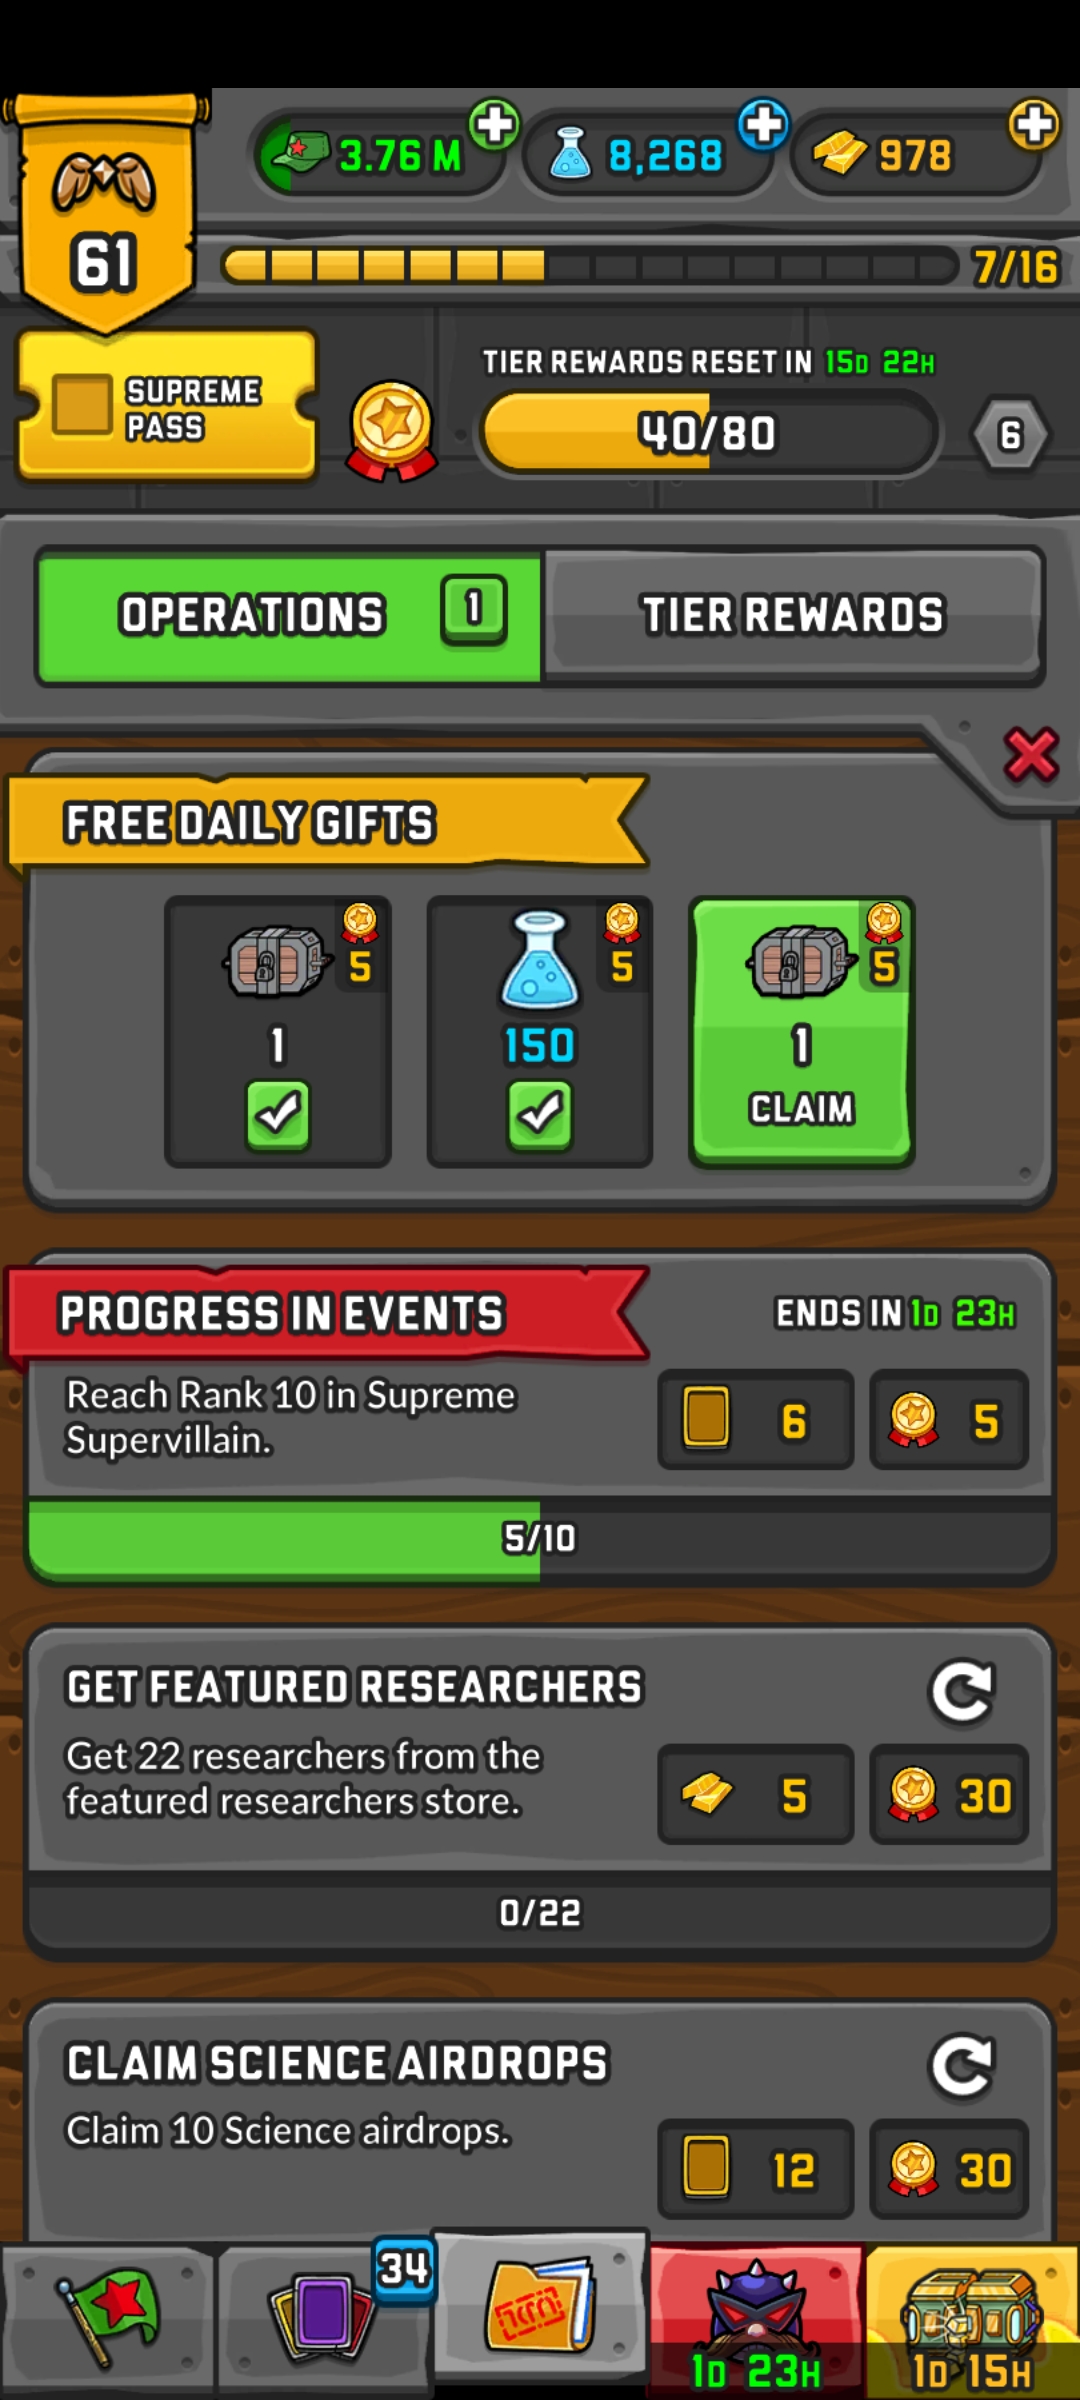 61
3.76 M
8,268
978
7/16
SUPREME
PASS
TIER REWARDS RESET IN 15D 22H
40/80
6
OPERATIONS 1
TIER REWARDS
FREE DAILY GIFTS
5
5
5
1
150
1
CLAIM
PROGRESS IN EVENTS
ENDS IN 1D 23H
Reach Rank 10 in Supreme
Supervillain.
6
5
5/10
GET FEATURED RESEARCHERS
Get 22 researchers from the
featured researchers store.
5
30
0/22
CLAIM SCIENCE AIRDROPS
Claim 10 Science airdrops.
12
30
34
1D 23H
1D 15H